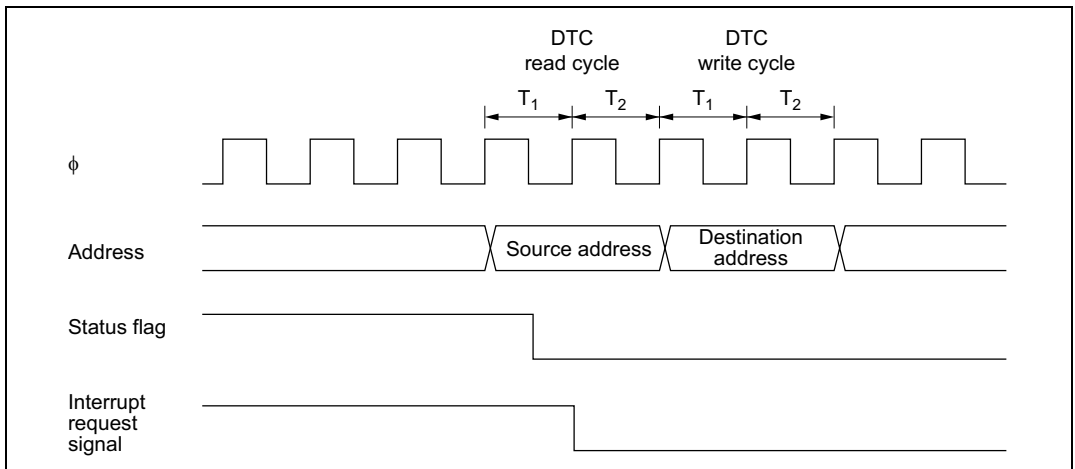 DTC
read cycle
DTC
write cycle
T1
T2
T1
T2
ϕ
Address
Source address
Destination
address
Status flag
Interrupt
request
signal